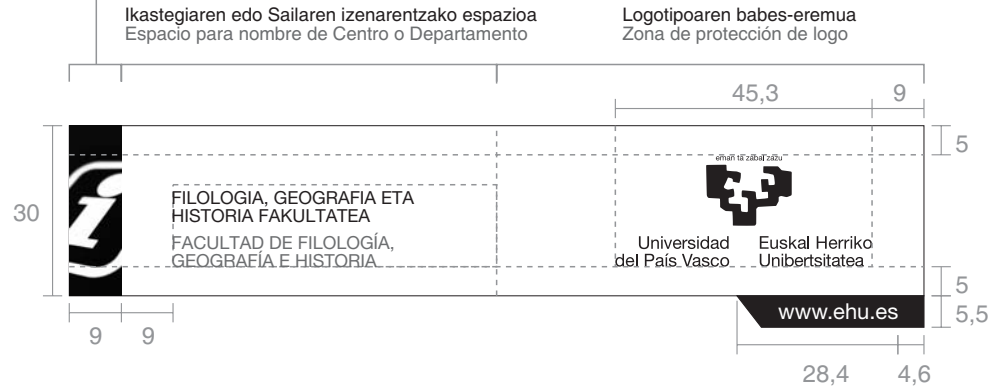 Ikastegiaren edo Sailaren izenarentzako espazioa
Espacio para nombre de Centro o Departamento
Logotipoaren babes-eremua
Zona de protección de logo
45,3
9
5
30
i
eman ta zabal zazu
FILOLOGIA, GEOGRAFIA ETA
HISTORIA FAKULTATEA
FACULTAD DE FILOLOGÍA,
GEOGRAFÍA E HISTORIA
Universidad
del País Vasco
Euskal Herriko
Unibertsitatea
5
www.ehu.es
5,5
9
9
28,4
4,6